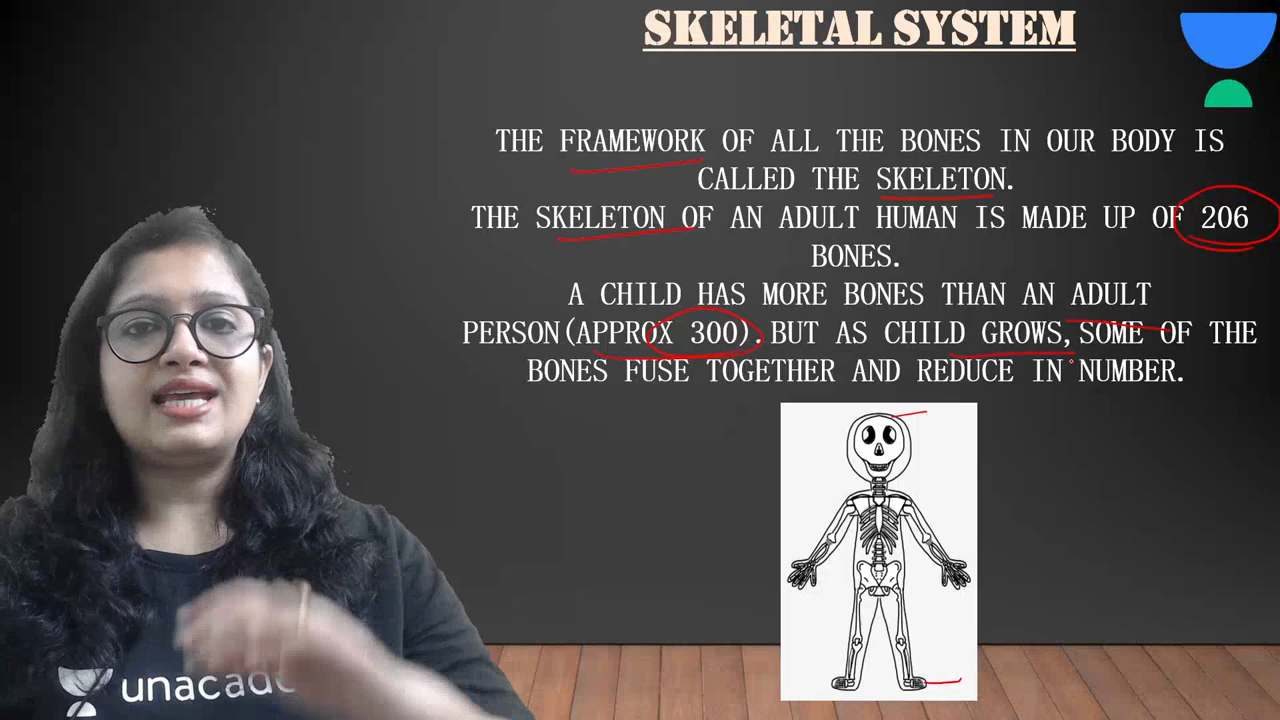 SKELETAL SYSTEM
THE FRAMEWORK OF ALL THE BONES IN OUR BODY IS
CALLED THE SKELETON.
THE SKELETON OF AN ADULT HUMAN IS MADE UP OF 206
BONES.
A CHILD HAS MORE BONES THAN AN ADULT
PERSON(APPROX 300).BUT AS CHILD GROWS,SOME OF THE
BONES FUSE TOGETHER AND REDUCE IN NUMBER.
unacade